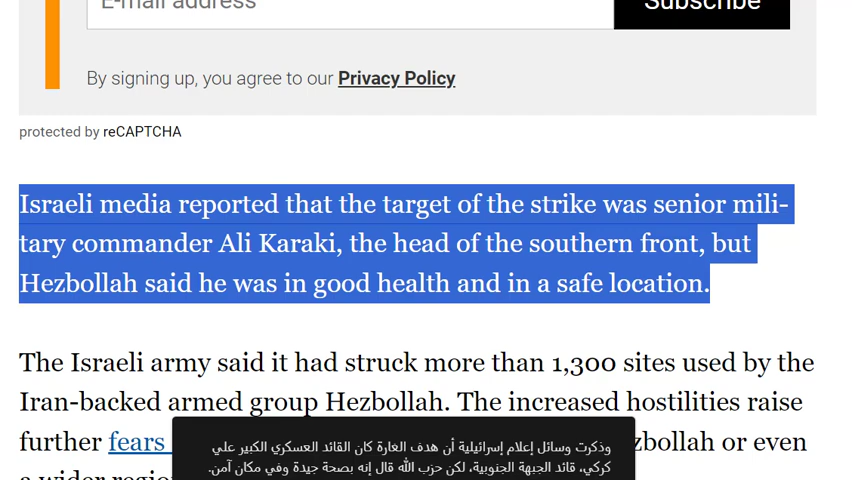 E-mail address
Subscribe
By signing up, you agree to our Privacy Policy
protected by reCAPTCHA
Israeli media reported that the target of the strike was senior mili-
tary commander Ali Karaki, the head of the southern front, but
Hezbollah said he was in good health and in a safe location.
The Israeli army said it had struck more than 1,300 sites used by the
Iran-backed armed group Hezbollah. The increased hostilities raise
further fears zbollah or even
a wider regio
وذكرت وسائل إعلام إسرائيلية أن هدف الغارة كان القائد العسكري الكبير علي
كركي، قائد الجبهة الجنوبية، لكن حزب الله قال إنه بصحة جيدة وفي مكان آمن.